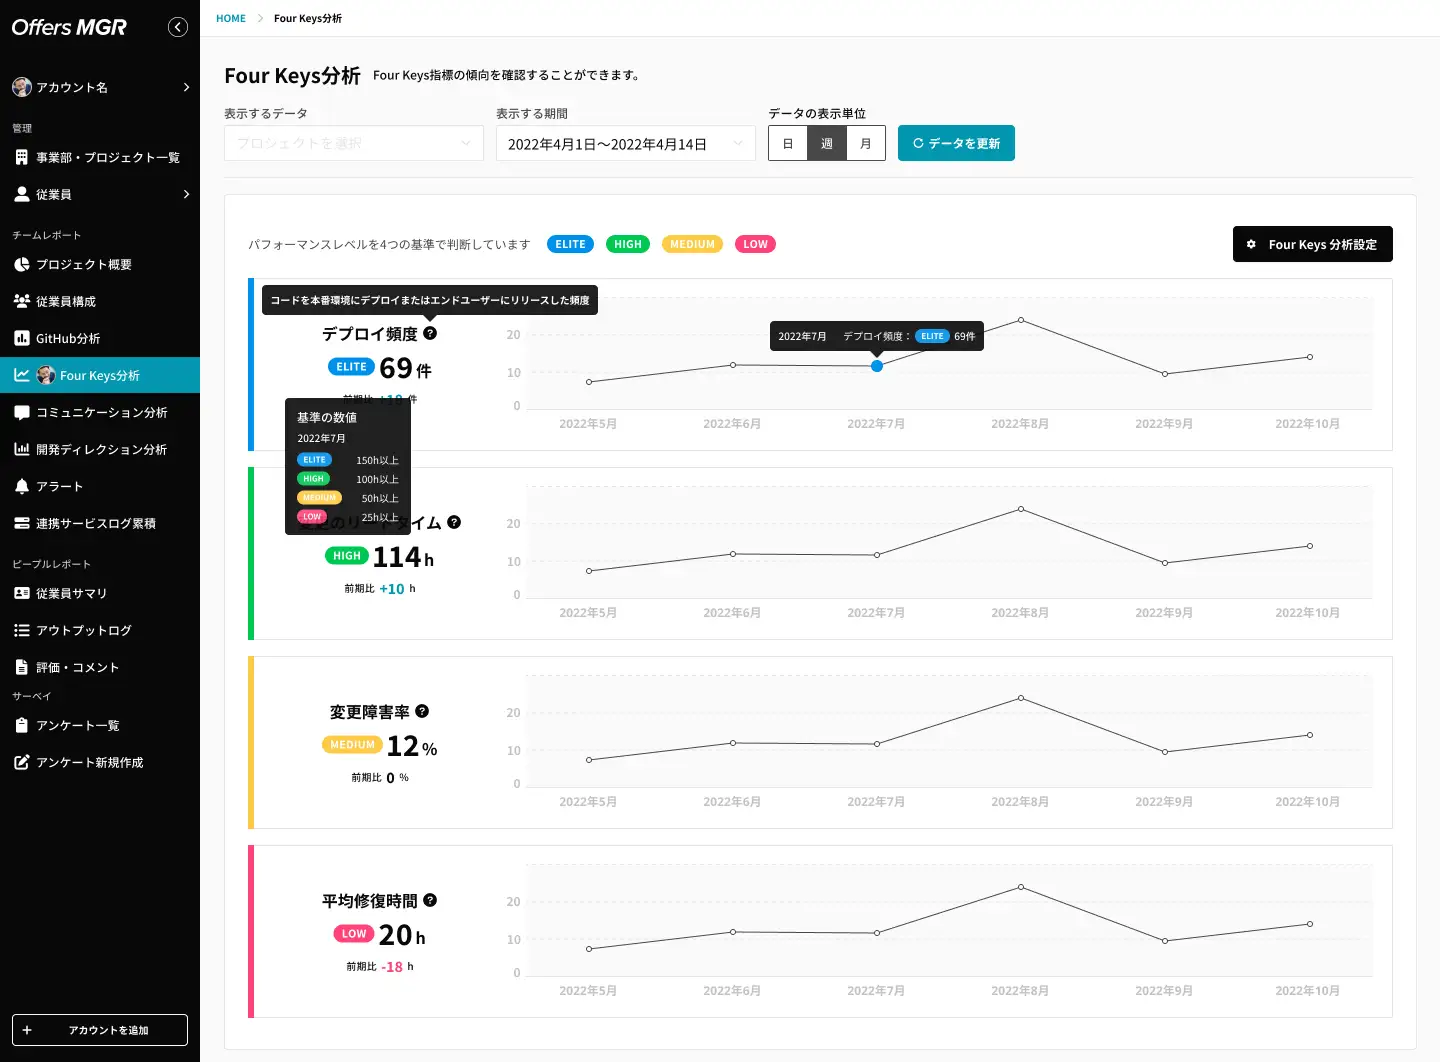 Offers MGR
アカウント名
管理
事業部・プロジェクト一覧
従業員
チームレポート
プロジェクト概要
従業員構成
GitHub分析
Four Keys分析
コミュニケーション分析
開発ディレクション分析
アラート
連携サービスログ累積
ピープルレポート
従業員サマリ
アウトプットログ
評価・コメント
サーベイ
アンケート一覧
アンケート新規作成
アカウントを追加
HOME Four Keys分析
Four Keys分析 Four Keys指標の傾向を確認することができます。
表示するデータ 表示する期間 データの表示単位
プロジェクトを選択 2022年4月1日〜2022年4月14日 日 週 月 データを更新
パフォーマンスレベルを4つの基準で判断しています ELITE HIGH MEDIUM LOW
Four Keys 分析設定
コードを本番環境にデプロイまたはエンドユーザーにリリースした頻度
デプロイ頻度
ELITE 69 件
前期比 +18 件
2022年7月 デプロイ頻度： ELITE 69件
20
10
0
2022年5月 2022年6月 2022年7月 2022年8月 2022年9月 2022年10月
基準の数値
2022年7月
ELITE 150h以上
HIGH 100h以上
MEDIUM 50h以上
LOW 25h以上
変更のリードタイム
HIGH 114 h
前期比 +10 h
20
10
0
2022年5月 2022年6月 2022年7月 2022年8月 2022年9月 2022年10月
変更障害率
MEDIUM 12 %
前期比 0 %
20
10
0
2022年5月 2022年6月 2022年7月 2022年8月 2022年9月 2022年10月
平均修復時間
LOW 20 h
前期比 -18 h
20
10
0
2022年5月 2022年6月 2022年7月 2022年8月 2022年9月 2022年10月